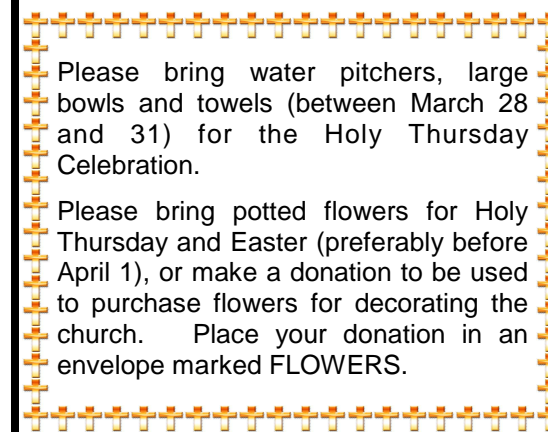 Please bring water pitchers, large
bowls and towels (between March 28
and 31) for the Holy Thursday
Celebration.
Please bring potted flowers for Holy
Thursday and Easter (preferably before
April 1), or make a donation to be used
to purchase flowers for decorating the
church. Place your donation in an
envelope marked FLOWERS.